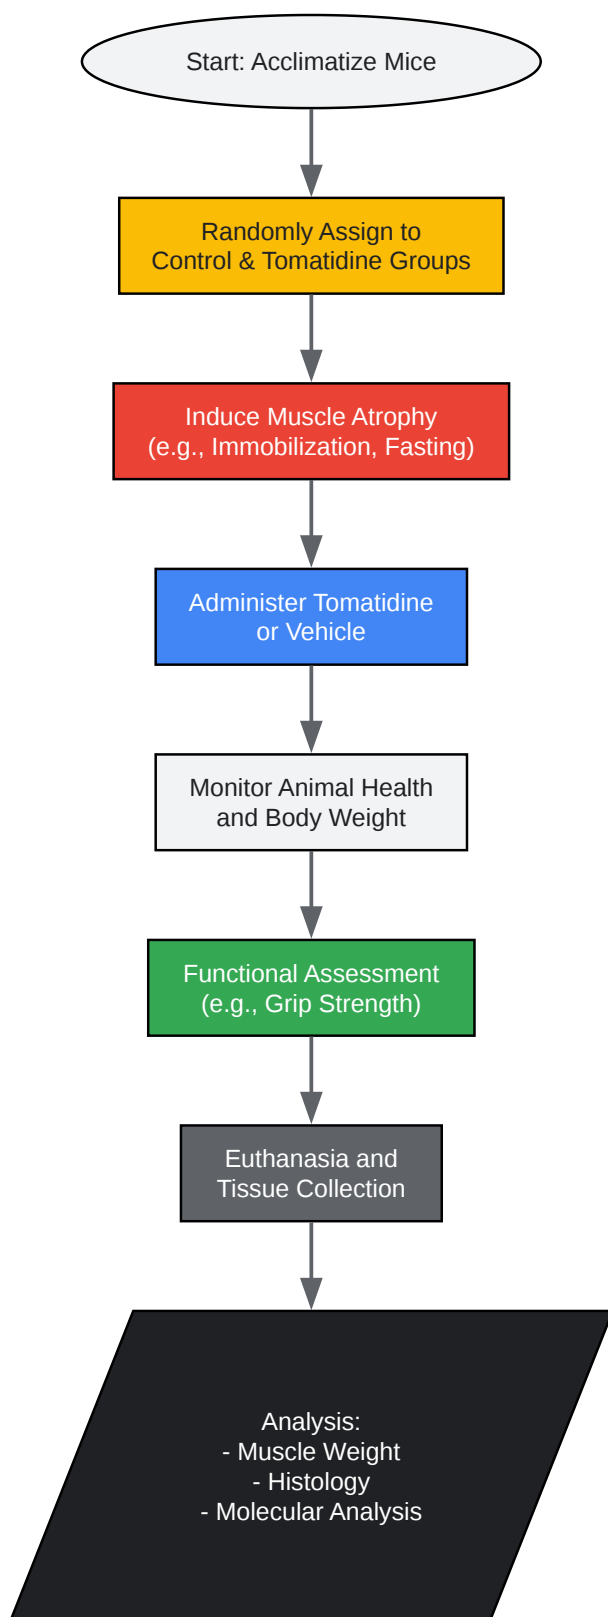 Start: Acclimatize Mice
Randomly Assign to
Control & Tomatidine Groups
Induce Muscle Atrophy
(e.g., Immobilization, Fasting)
Administer Tomatidine
or Vehicle
Monitor Animal Health
and Body Weight
Functional Assessment
(e.g., Grip Strength)
Euthanasia and
Tissue Collection
Analysis:
- Muscle Weight
- Histology
- Molecular Analysis